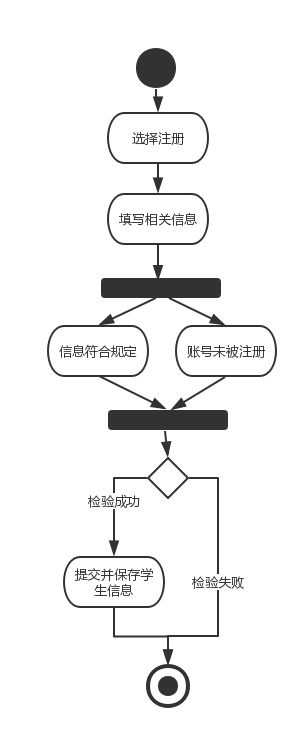 选择注册
填写相关信息
信息符合规定
账号未被注册
检验成功
提交并保存学
生信息
检验失败